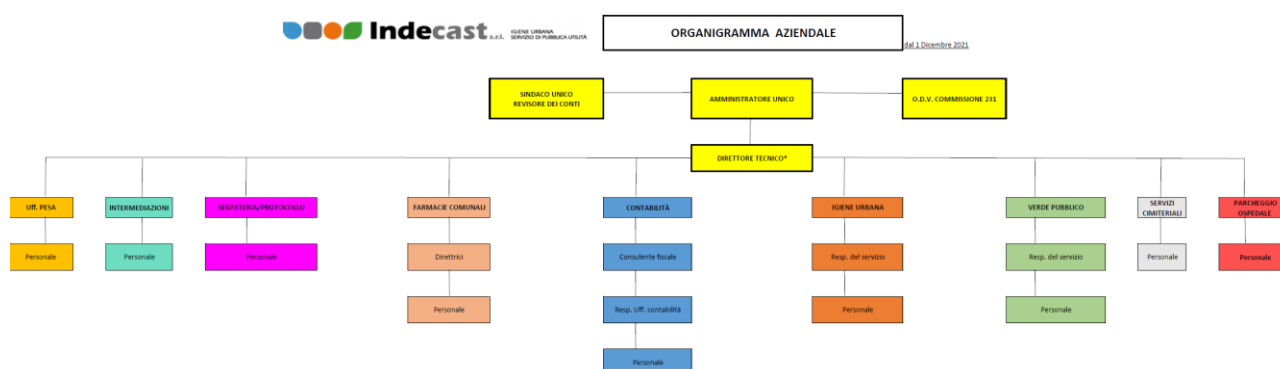 Indecast s.r.l.
IGIENE URBANA
SERVIZIO DI PUBBLICA UTILITÀ
ORGANIGRAMMA AZIENDALE
dal 1 Dicembre 2021
SINDACO UNICO
REVISORE DEI CONTI
AMMINISTRATORE UNICO
O.D.V. COMMISSIONE 231
DIRETTORE TECNICO*
Uff. PESA
INTERMEDIAZIONI
SEGRETERIA/PROTOCOLLO
FARMACIE COMUNALI
CONTABILITÀ
IGIENE URBANA
VERDE PUBBLICO
SERVIZI
CIMITERIALI
PARCHEGGIO
OSPEDALE
Personale
Personale
Personale
Direttrici
Consulente fiscale
Resp. del servizio
Resp. del servizio
Personale
Personale
Personale
Resp. Uff. contabilità
Personale
Personale
Personale